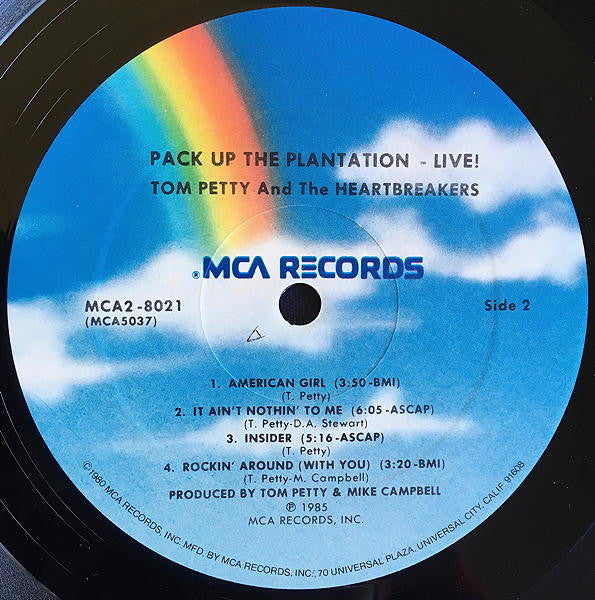 PACK UP THE PLANTATION - LIVE!
TOM PETTY And The HEARTBREAKERS
®MCA RECORDS
MCA2-8021
(MCA5037)
Side 2
1. AMERICAN GIRL (3:50-BMI)
(T. Petty)
2. IT AIN'T NOTHIN' TO ME (6:05-ASCAP)
(T. Petty-D.A. Stewart)
3. INSIDER (5:16-ASCAP)
(T. Petty)
4. ROCKIN' AROUND (WITH YOU) (3:20-BMI)
(T. Petty-M. Campbell)
PRODUCED BY TOM PETTY & MIKE CAMPBELL
℗ 1985
MCA RECORDS, INC.
©1980 MCA RECORDS, INC. MFD. BY MCA RECORDS, INC., 70 UNIVERSAL PLAZA, UNIVERSAL CITY, CALIF. 91608